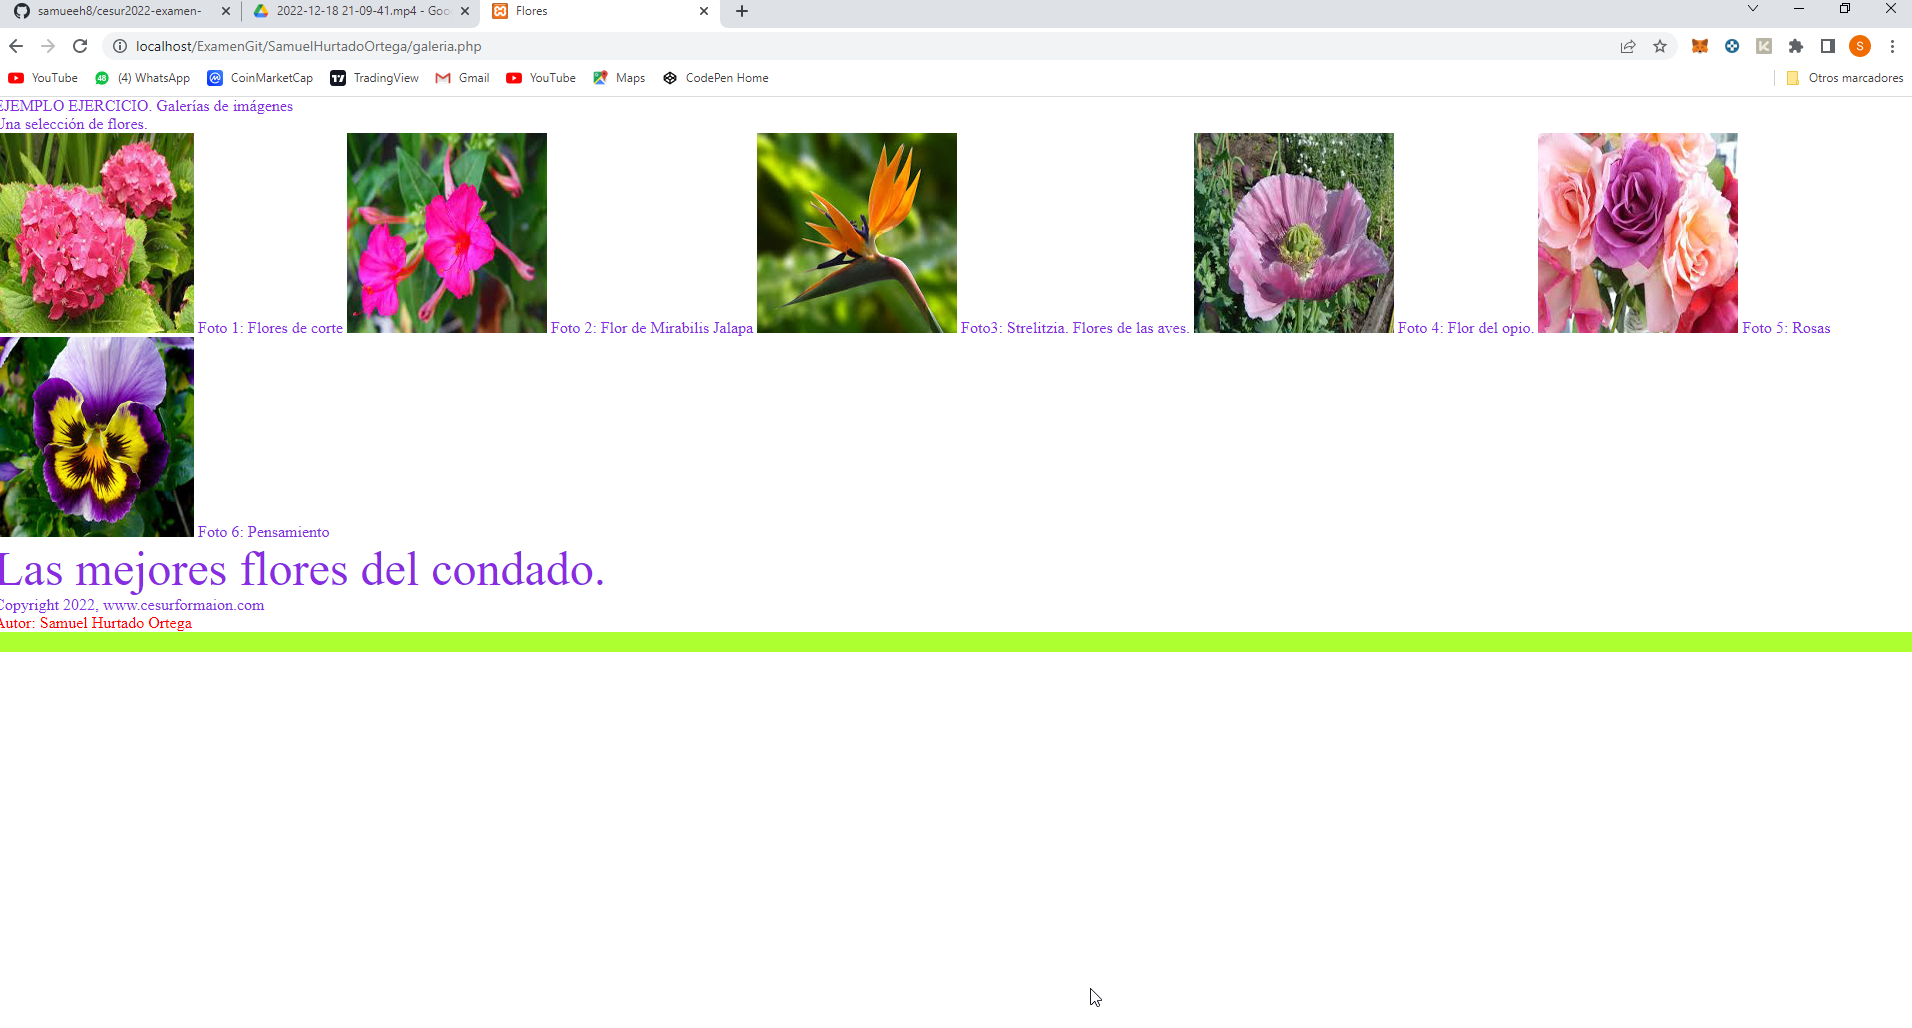 samueeh8/cesur2022-examen-
2022-12-18 21-09-41.mp4 - Goo
Flores
localhost/ExamenGit/SamuelHurtadoOrtega/galeria.php
S
YouTube
48
(4) WhatsApp
CoinMarketCap
TradingView
Gmail
YouTube
Maps
CodePen Home
Otros marcadores
EJEMPLO EJERCICIO. Galerías de imágenes
Una selección de flores.
Foto 1: Flores de corte
Foto 2: Flor de Mirabilis Jalapa
Foto3: Strelitzia. Flores de las aves.
Foto 4: Flor del opio.
Foto 5: Rosas
Foto 6: Pensamiento
Las mejores flores del condado.
Copyright 2022, www.cesurformaion.com
Autor: Samuel Hurtado Ortega